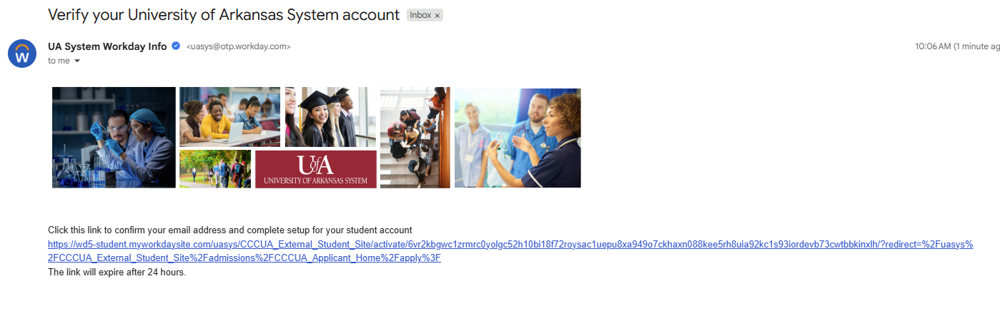 Verify your University of Arkansas System account Inbox ×
UA System Workday Info <uasys@otp.workday.com> 10:06 AM (1 minute ag
to me
W
UofA
UNIVERSITY OF ARKANSAS SYSTEM
Click this link to confirm your email address and complete setup for your student account
https://wd5-student.myworkdaysite.com/uasys/CCCUA_External_Student_Site/activate/6vr2kbgwc1zrmrc0yolgc52h10bi18f72roysac1uepu8xa949o7ckhaxn088kee5rh8uia92kc1s93iordevb73cwtbbkinxlh/?redirect=%2Fuasys%
2FCCCUA_External_Student_Site%2Fadmissions%2FCCCUA_Applicant_Home%2Fapply%3F
The link will expire after 24 hours.